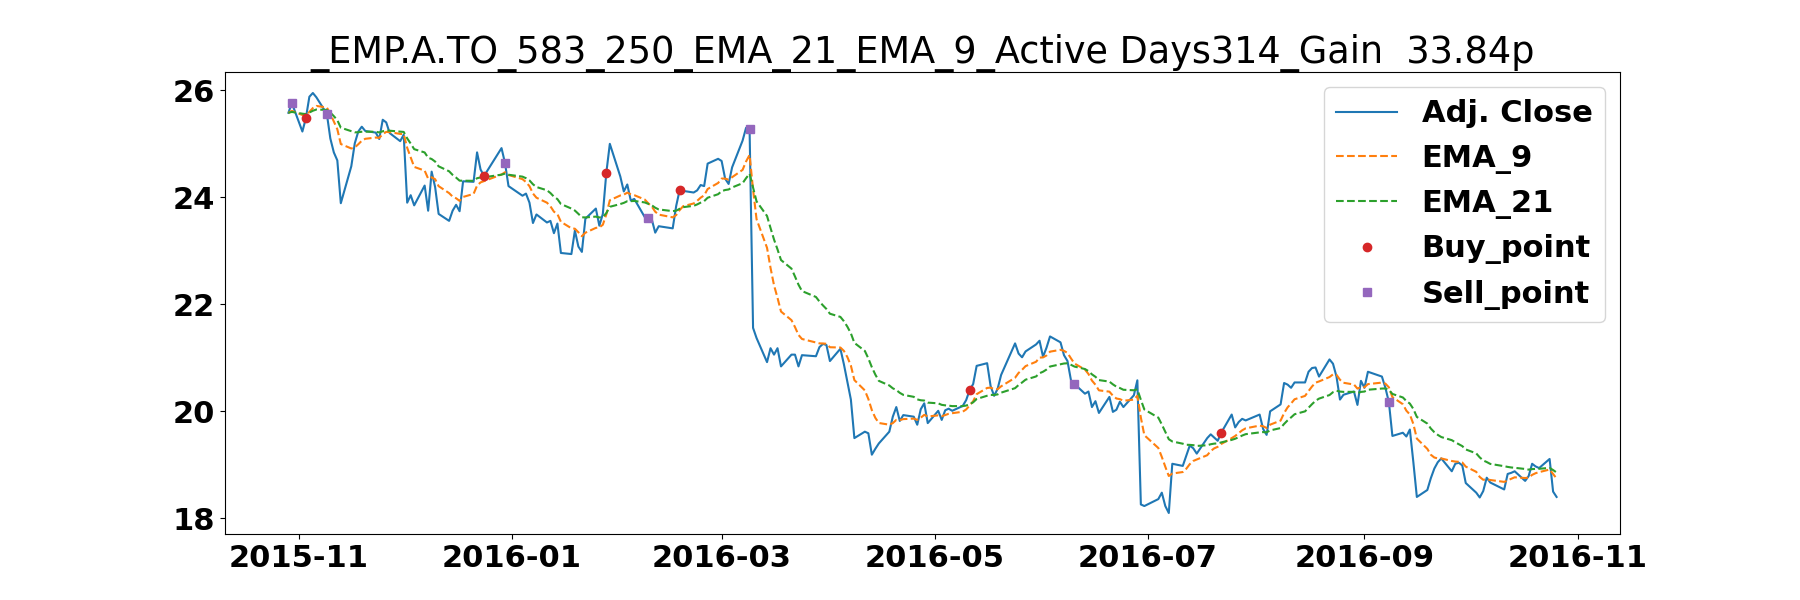 _EMP.A.TO_583_250_EMA_21_EMA_9_Active Days314_Gain  33.84p
26
24
22
20
18
Adj. Close
EMA_9
EMA_21
Buy_point
Sell_point
2015-11
2016-01
2016-03
2016-05
2016-07
2016-09
2016-11